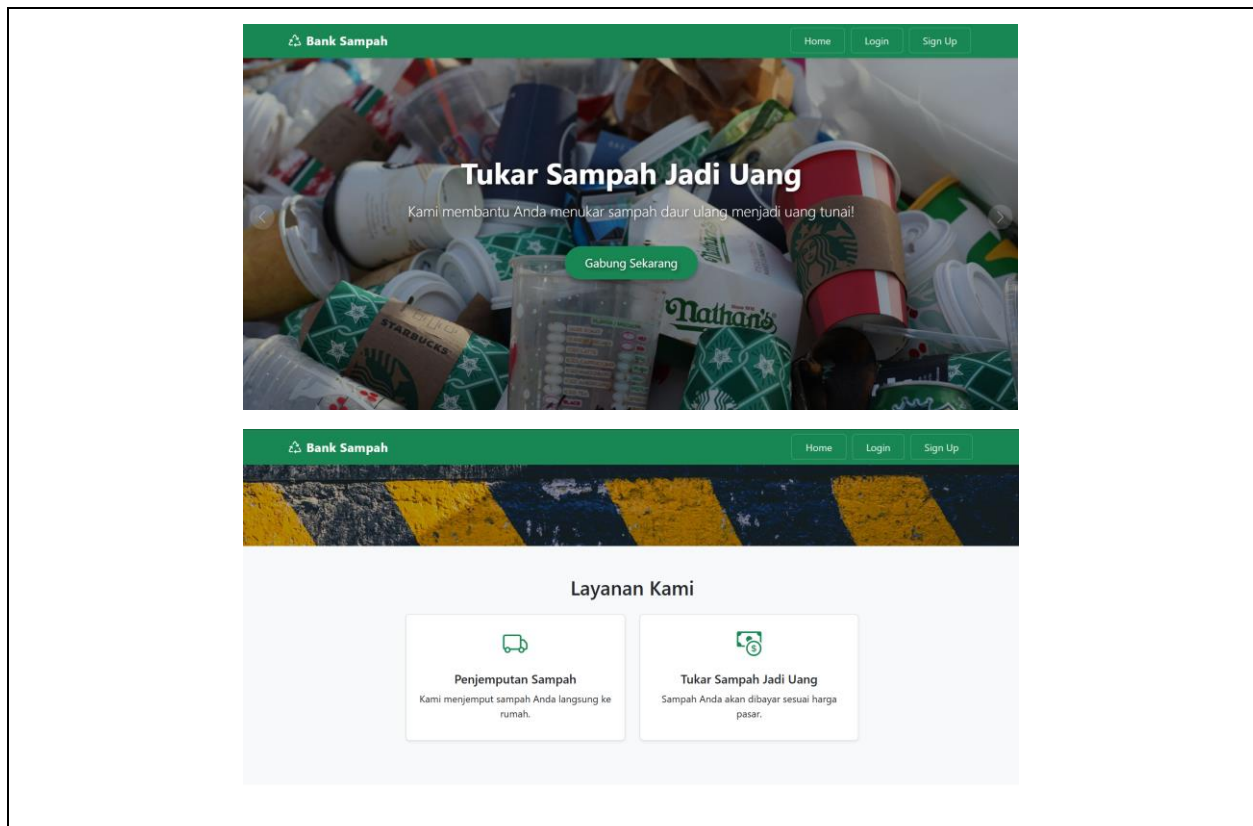 Bank Sampah
Home
Login
Sign Up
Tukar Sampah Jadi Uang
Kami membantu Anda menukar sampah daur ulang menjadi uang tunai!
Gabung Sekarang
Nathan's
STARBUCKS
Bank Sampah
Home
Login
Sign Up
Layanan Kami
Penjemputan Sampah
Kami menjemput sampah Anda langsung ke
rumah.
Tukar Sampah Jadi Uang
Sampah Anda akan dibayar sesuai harga
pasar.